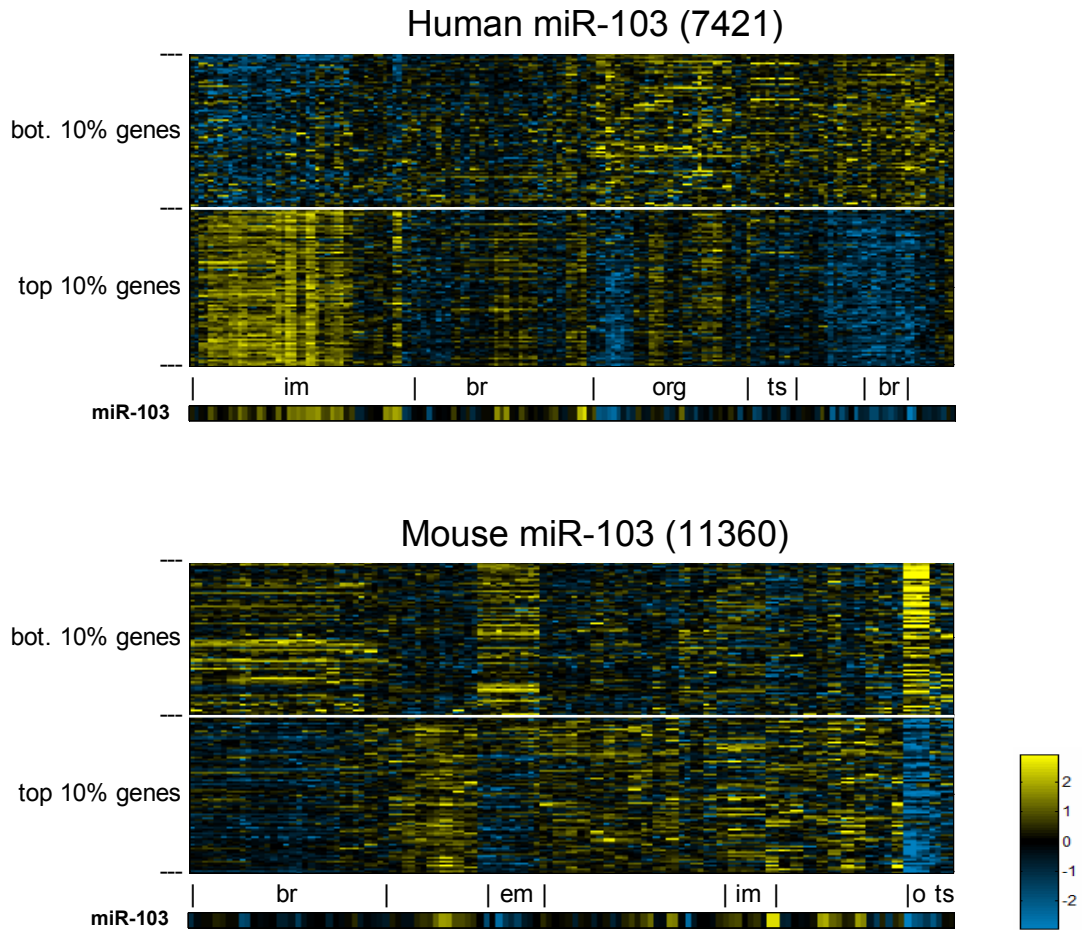 Human miR-103 (7421)
---
bot. 10% genes
---
top 10% genes
---
| im | br | org | ts | | br |
miR-103
Mouse miR-103 (11360)
---
bot. 10% genes
---
top 10% genes
---
| br | | em | | im | | o ts
miR-103
2
1
0
-1
-2